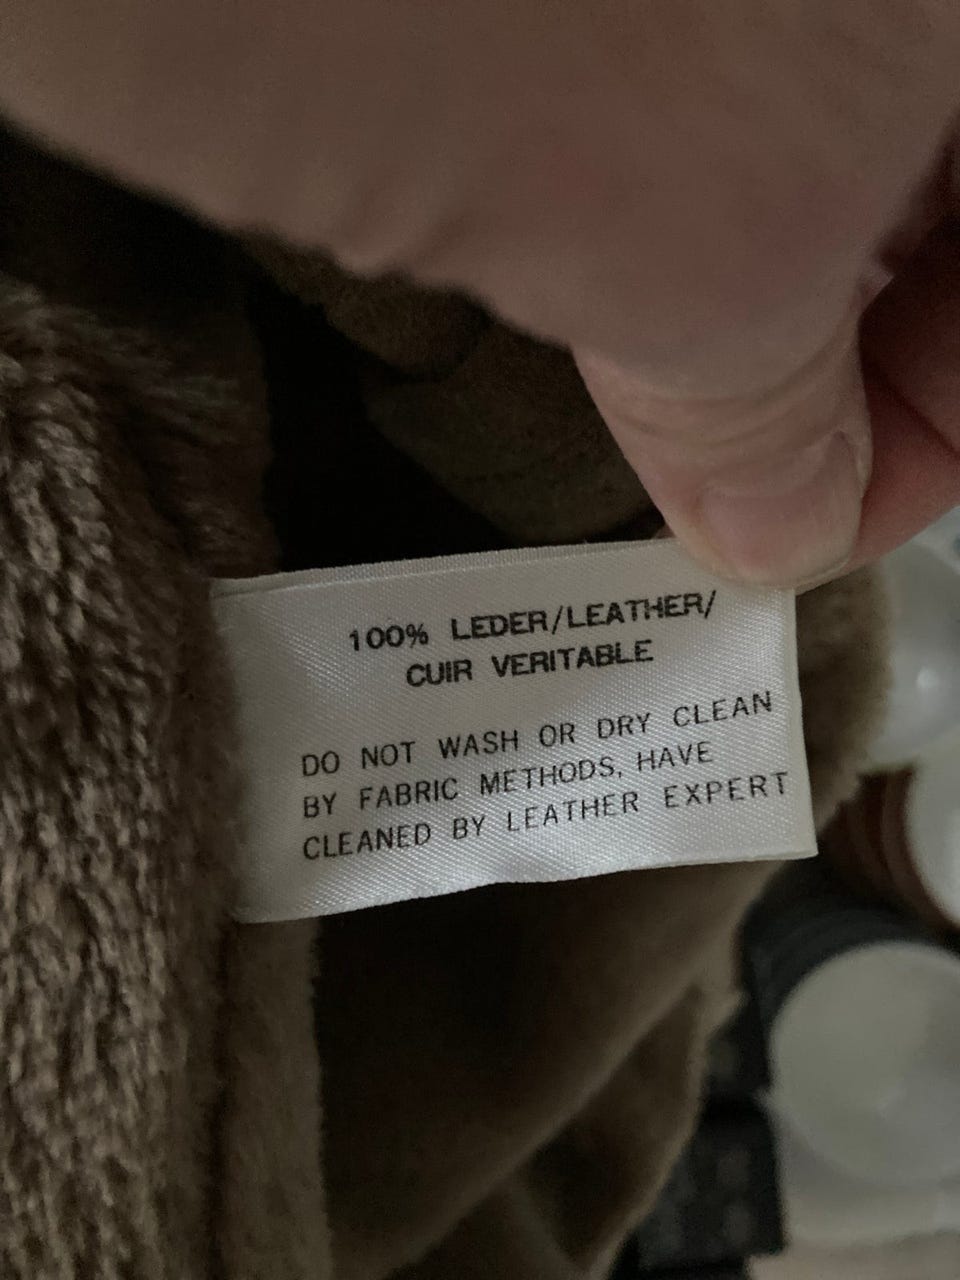 100% LEDER/LEATHER/
CUIR VERITABLE
DO NOT WASH OR DRY CLEAN
BY FABRIC METHODS, HAVE
CLEANED BY LEATHER EXPERT